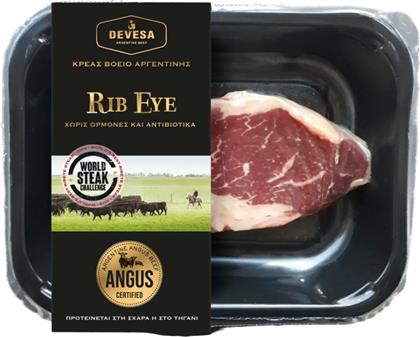 DEVESA
ARGENTINE BEEF
ΚΡΕΑΣ ΒΟΕΙΟ ΑΡΓΕΝΤΙΝΗΣ
RIB EYE
ΧΩΡΙΣ ΟΡΜΟΝΕΣ ΚΑΙ ΑΝΤΙΒΙΟΤΙΚΑ
WORLD
STEAK
CHALLENGE
ARGENTINE ANGUS BEEF
ANGUS
CERTIFIED
ΠΡΟΤΕΙΝΕΤΑΙ ΣΤΗ ΣΧΑΡΑ Ή ΣΤΟ ΤΗΓΑΝΙ